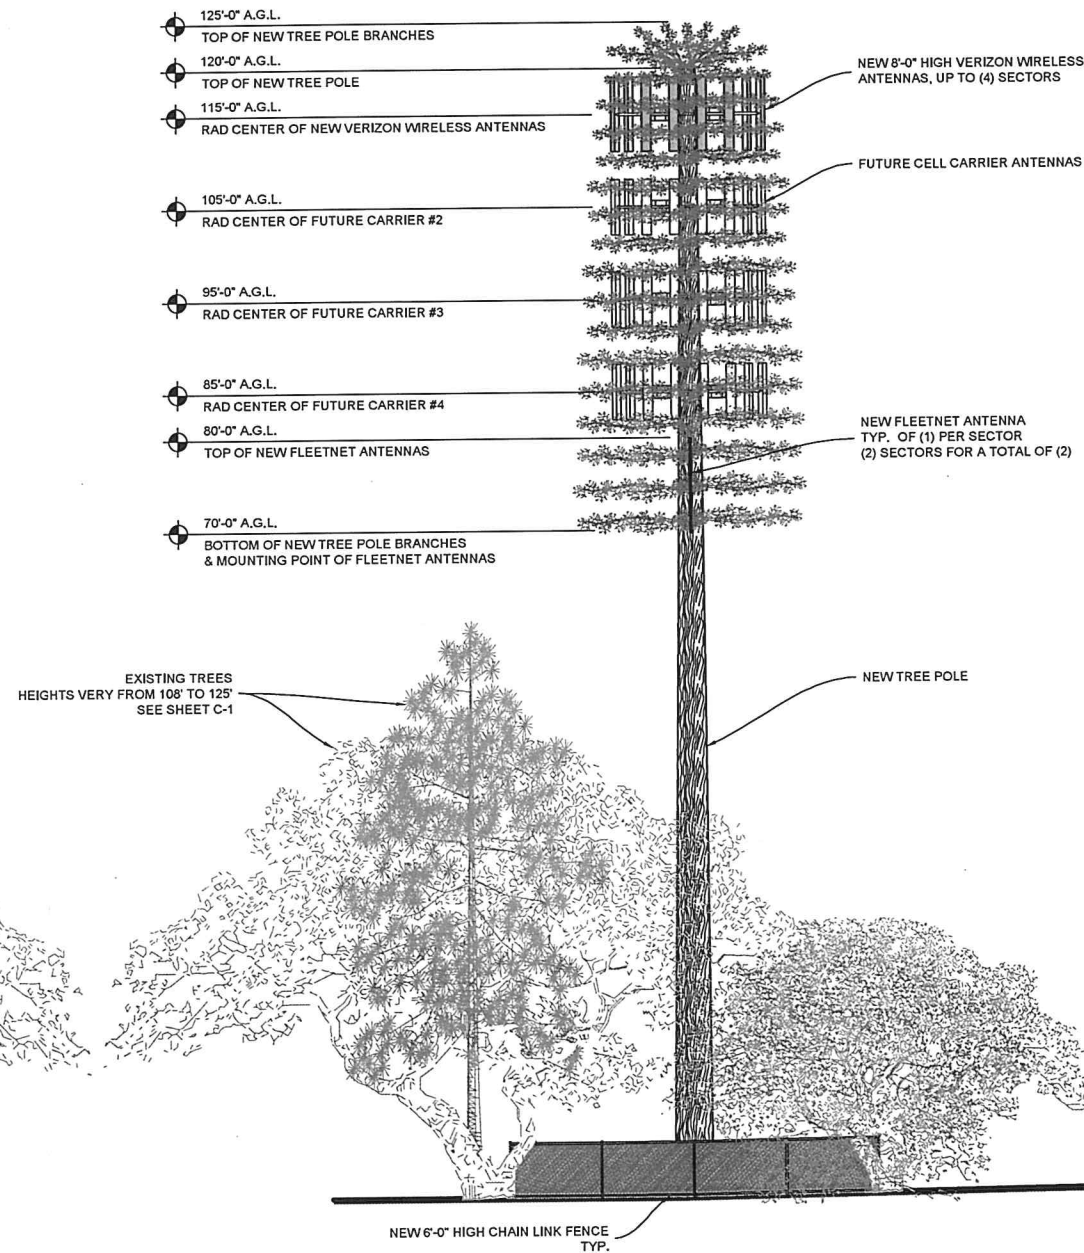 125'-0" A.G.L.
TOP OF NEW TREE POLE BRANCHES
120'-0" A.G.L.
TOP OF NEW TREE POLE
115'-0" A.G.L.
RAD CENTER OF NEW VERIZON WIRELESS ANTENNAS
105'-0" A.G.L.
RAD CENTER OF FUTURE CARRIER #2
95'-0" A.G.L.
RAD CENTER OF FUTURE CARRIER #3
85'-0" A.G.L.
RAD CENTER OF FUTURE CARRIER #4
80'-0" A.G.L.
TOP OF NEW FLEETNET ANTENNAS
70'-0" A.G.L.
BOTTOM OF NEW TREE POLE BRANCHES
& MOUNTING POINT OF FLEETNET ANTENNAS
NEW 8'-0" HIGH VERIZON WIRELESS
ANTENNAS, UP TO (4) SECTORS
FUTURE CELL CARRIER ANTENNAS
NEW FLEETNET ANTENNA
TYP. OF (1) PER SECTOR
(2) SECTORS FOR A TOTAL OF (2)
EXISTING TREES
HEIGHTS VERY FROM 108' TO 125'
SEE SHEET C-1
NEW TREE POLE
NEW 6'-0" HIGH CHAIN LINK FENCE
TYP.